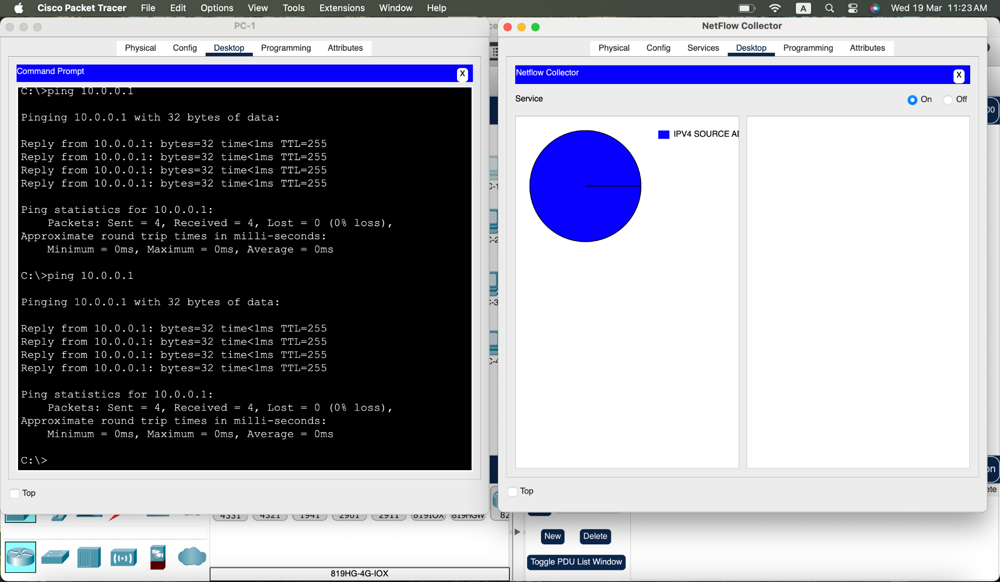 Cisco Packet Tracer File Edit Options View Tools Extensions Window Help A Wed 19 Mar 11:23 AM
PC-1
Physical Config Desktop Programming Attributes
Command Prompt X
C:\>ping 10.0.0.1
Pinging 10.0.0.1 with 32 bytes of data:
Reply from 10.0.0.1: bytes=32 time<1ms TTL=255
Reply from 10.0.0.1: bytes=32 time<1ms TTL=255
Reply from 10.0.0.1: bytes=32 time<1ms TTL=255
Reply from 10.0.0.1: bytes=32 time<1ms TTL=255
Ping statistics for 10.0.0.1:
Packets: Sent = 4, Received = 4, Lost = 0 (0% loss),
Approximate round trip times in milli-seconds:
Minimum = 0ms, Maximum = 0ms, Average = 0ms
C:\>ping 10.0.0.1
Pinging 10.0.0.1 with 32 bytes of data:
Reply from 10.0.0.1: bytes=32 time<1ms TTL=255
Reply from 10.0.0.1: bytes=32 time<1ms TTL=255
Reply from 10.0.0.1: bytes=32 time<1ms TTL=255
Reply from 10.0.0.1: bytes=32 time<1ms TTL=255
Ping statistics for 10.0.0.1:
Packets: Sent = 4, Received = 4, Lost = 0 (0% loss),
Approximate round trip times in milli-seconds:
Minimum = 0ms, Maximum = 0ms, Average = 0ms
C:\>
Top
NetFlow Collector
Physical Config Services Desktop Programming Attributes
Netflow Collector X
Service On Off
IPV4 SOURCE
Top
4331 4321 1941 2901 2911 819IOX 819HGW 82
New Delete
Toggle PDU List Window
819HG-4G-IOX